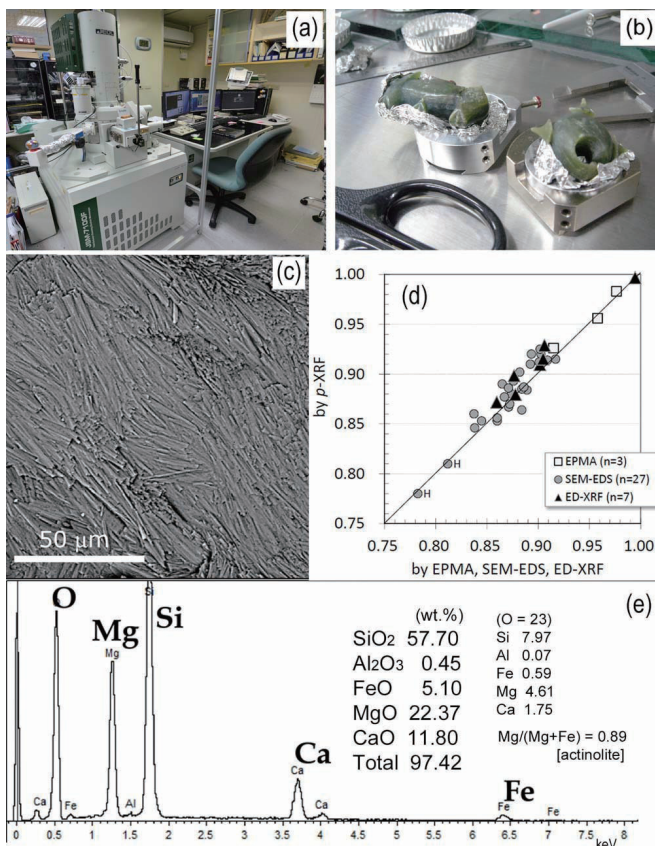 (a)
JEOL
JSM-7100F
(b)
(c)
50 μm
(d)
1.00
0.95
0.90
0.85
0.80
0.75
by p-XRF
H
H
EPMA (n=3)
SEM-EDS (n=27)
ED-XRF (n=7)
0.75 0.80 0.85 0.90 0.95 1.00
by EPMA, SEM-EDS, ED-XRF
(e)
O
Mg
Mg
Si
Si
Ca
Ca
Ca
Ca
Fe
Fe
Fe
Fe
Al
(wt.%)
SiO₂ 57.70
Al₂O₃ 0.45
FeO 5.10
MgO 22.37
CaO 11.80
Total 97.42
(O = 23)
Si 7.97
Al 0.07
Fe 0.59
Mg 4.61
Ca 1.75
Mg/(Mg+Fe) = 0.89
[actinolite]
0 0.5 1 1.5 2 2.5 3 3.5 4 4.5 5 5.5 6 6.5 7 7.5 8
keV